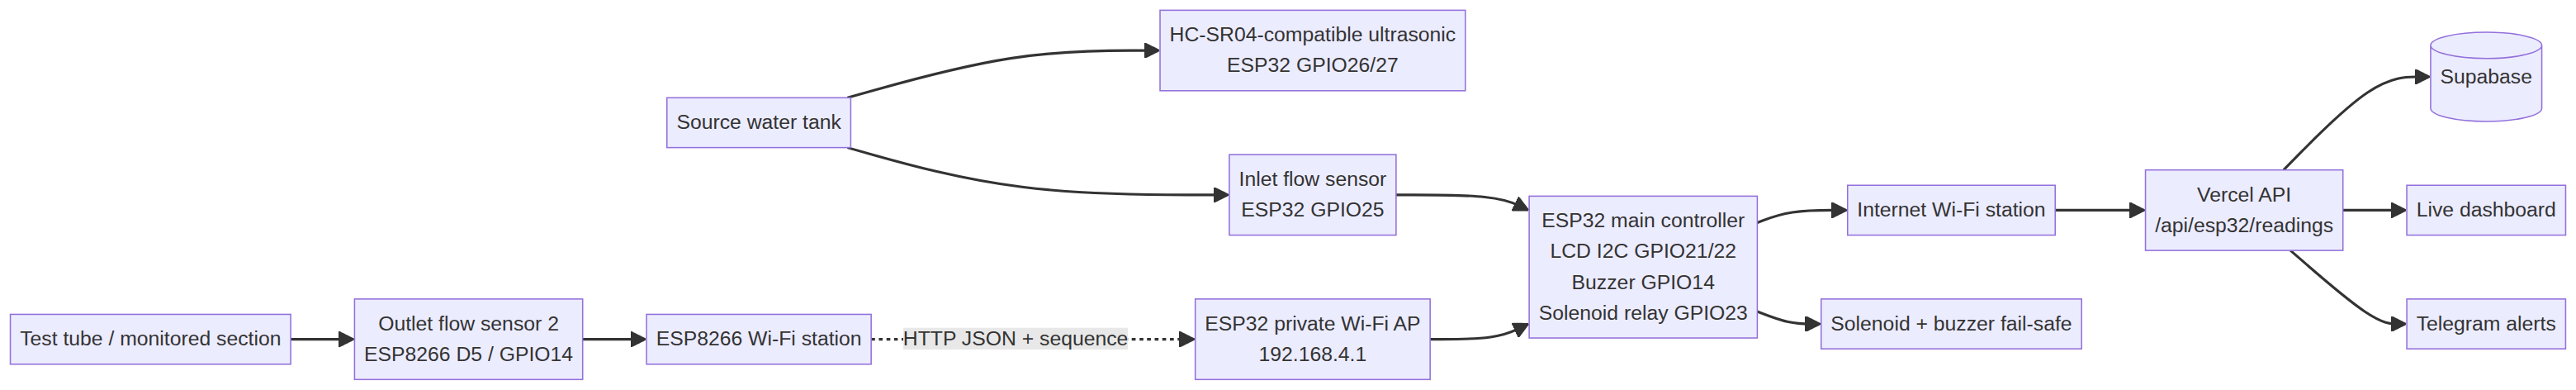 HC-SR04-compatible ultrasonic
ESP32 GPIO26/27
Source water tank
Inlet flow sensor
ESP32 GPIO25
Test tube / monitored section
Outlet flow sensor 2
ESP8266 D5 / GPIO14
ESP8266 Wi-Fi station
HTTP JSON + sequence
ESP32 private Wi-Fi AP
192.168.4.1
ESP32 main controller
LCD I2C GPIO21/22
Buzzer GPIO14
Solenoid relay GPIO23
Internet Wi-Fi station
Solenoid + buzzer fail-safe
Vercel API
/api/esp32/readings
Supabase
Live dashboard
Telegram alerts